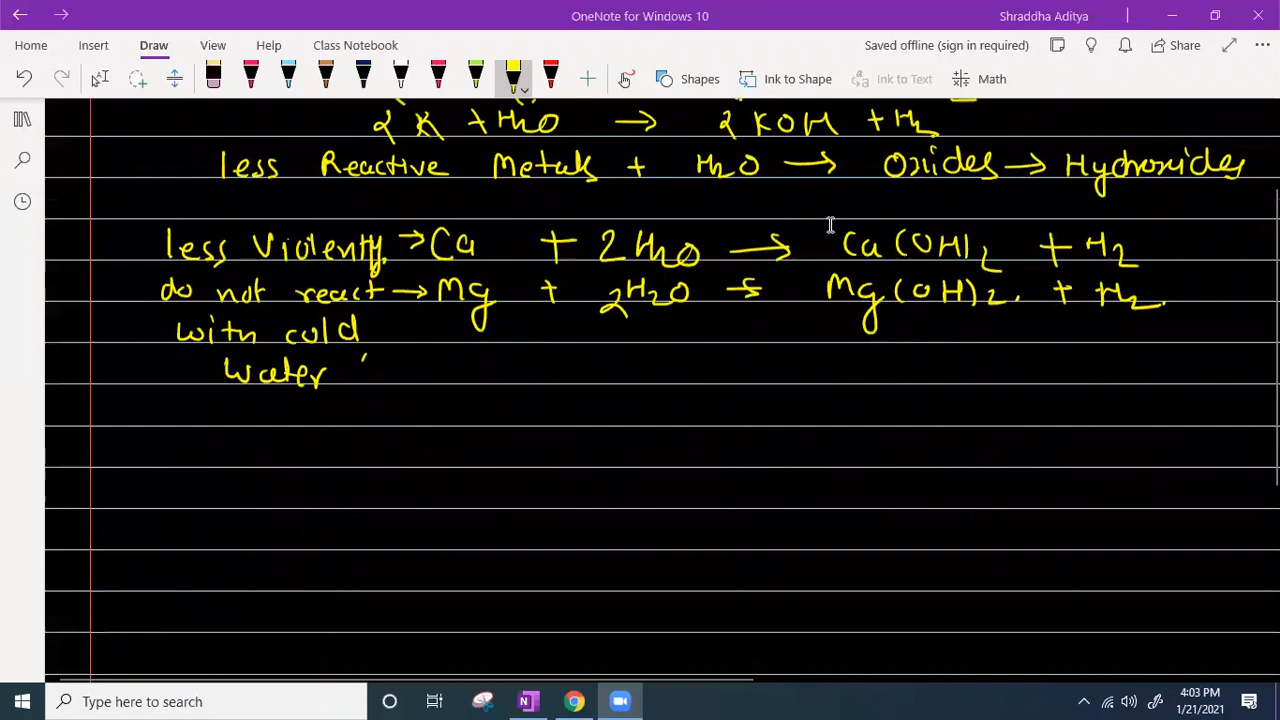 OneNote for Windows 10
Shraddha Aditya
Home Insert Draw View Help Class Notebook
Saved offline (sign in required) Share
Shapes Ink to Shape Ink to Text Math
2K + H2O → 2KOH + H2
less Reactive Metals + H2O → Oxides → Hydroxides
less Violenty. → Ca + 2H2O → Ca(OH)2 + H2
do not react → Mg + 2H2O → Mg(OH)2. + H2.
with cold
water
Type here to search
4:03 PM
1/21/2021